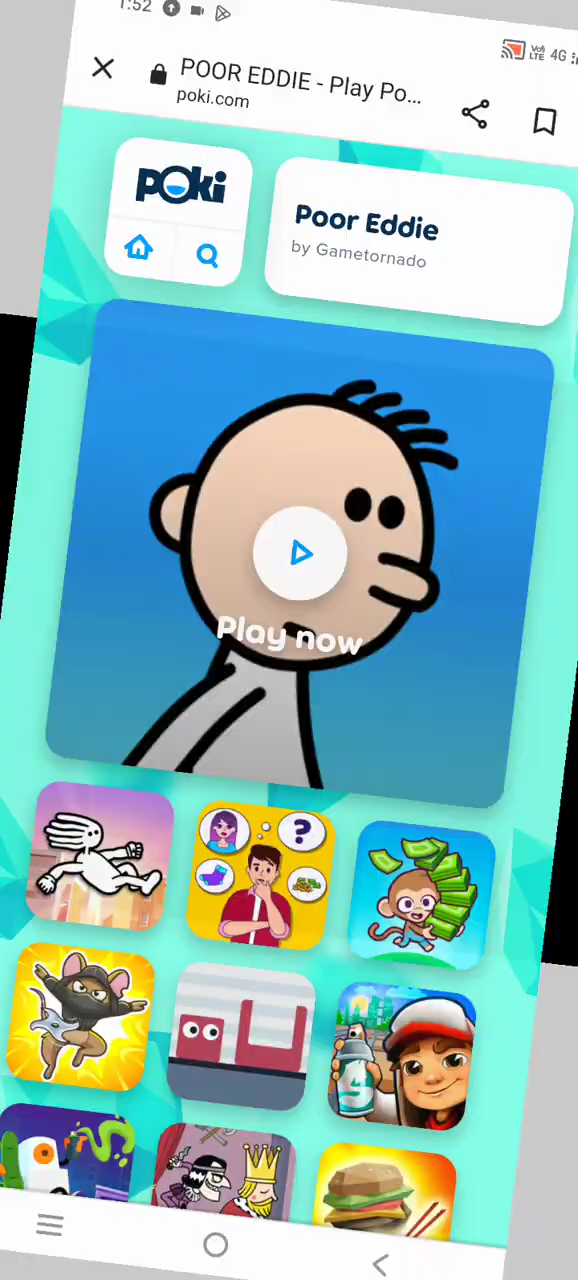 1:52
Vo) LTE 4G
POOR EDDIE - Play Po...
poki.com
poki
Poor Eddie
by Gametornado
Play now
?